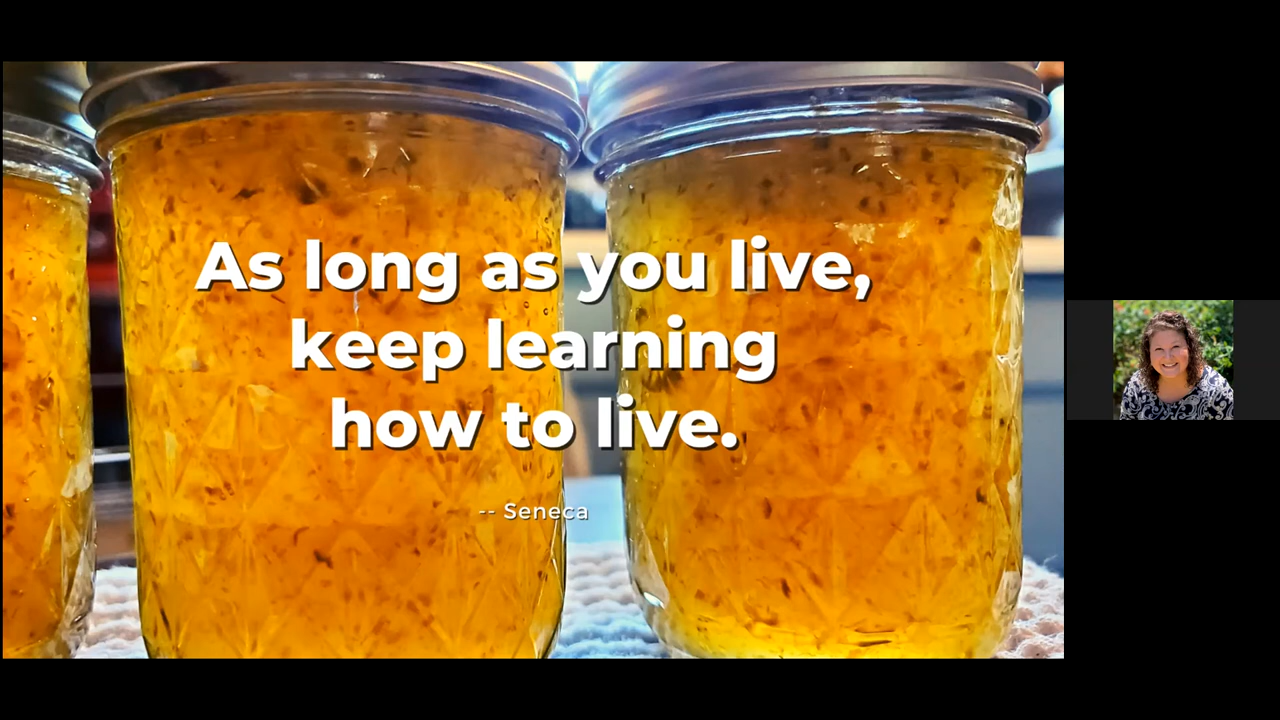 As long as you live,
keep learning
how to live.
-- Seneca